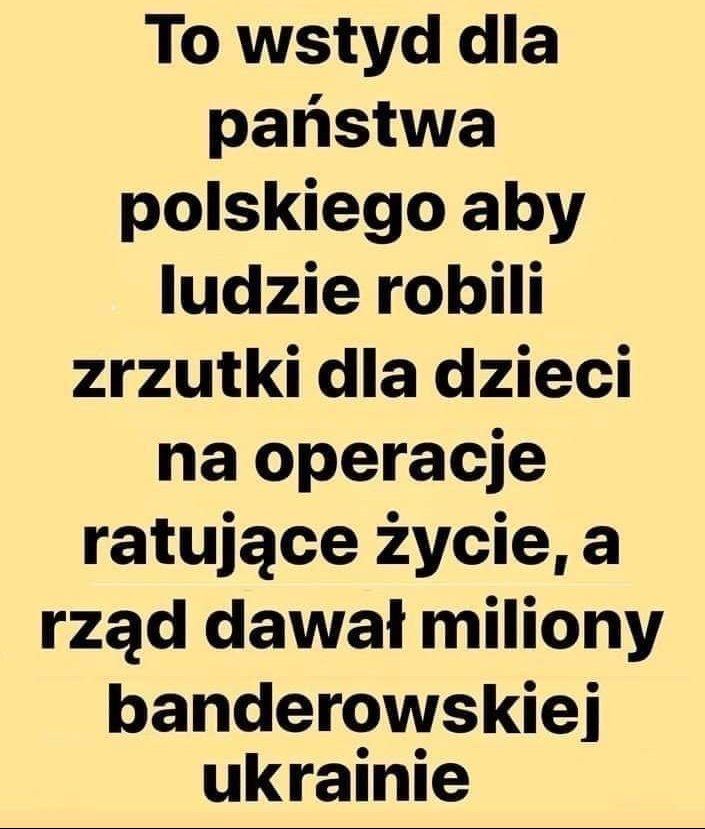 To wstyd dla
państwa
polskiego aby
ludzie robili
zrzutki dla dzieci
na operacje
ratujące życie, a
rząd dawał miliony
banderowskiej
ukrainie